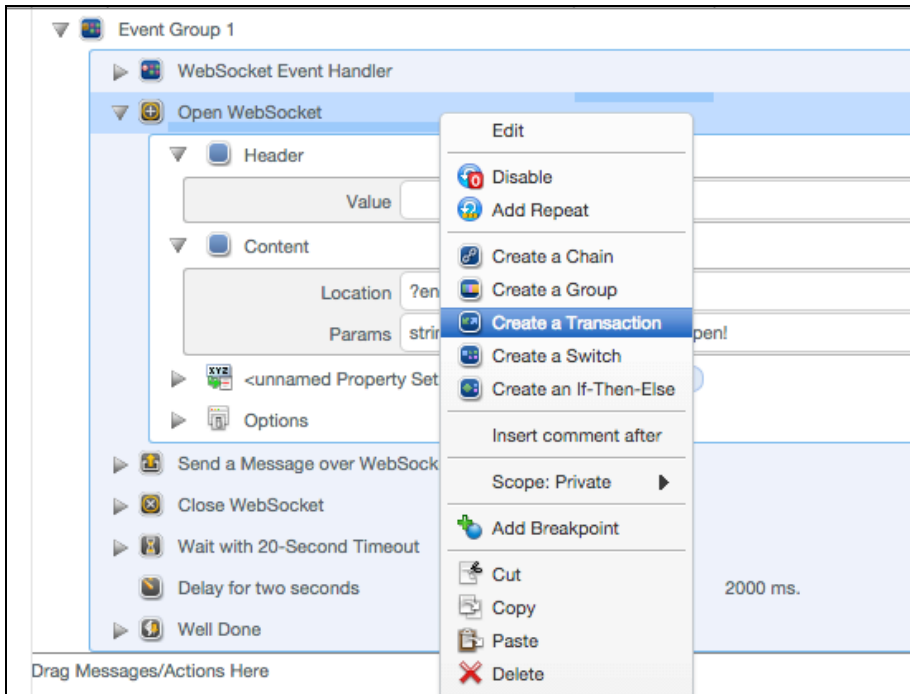 Event Group 1
WebSocket Event Handler
Open WebSocket
Edit
Header
Disable
Value
Add Repeat
Content
Create a Chain
Location ?en
Create a Group
Params strin
Create a Transaction
pen!
Create a Switch
XYZ
<unnamed Property Set
Create an If-Then-Else
Options
Insert comment after
Send a Message over WebSock
Scope: Private
Close WebSocket
Add Breakpoint
Wait with 20-Second Timeout
Cut
Delay for two seconds
2000 ms.
Copy
Well Done
Paste
Drag Messages/Actions Here
Delete